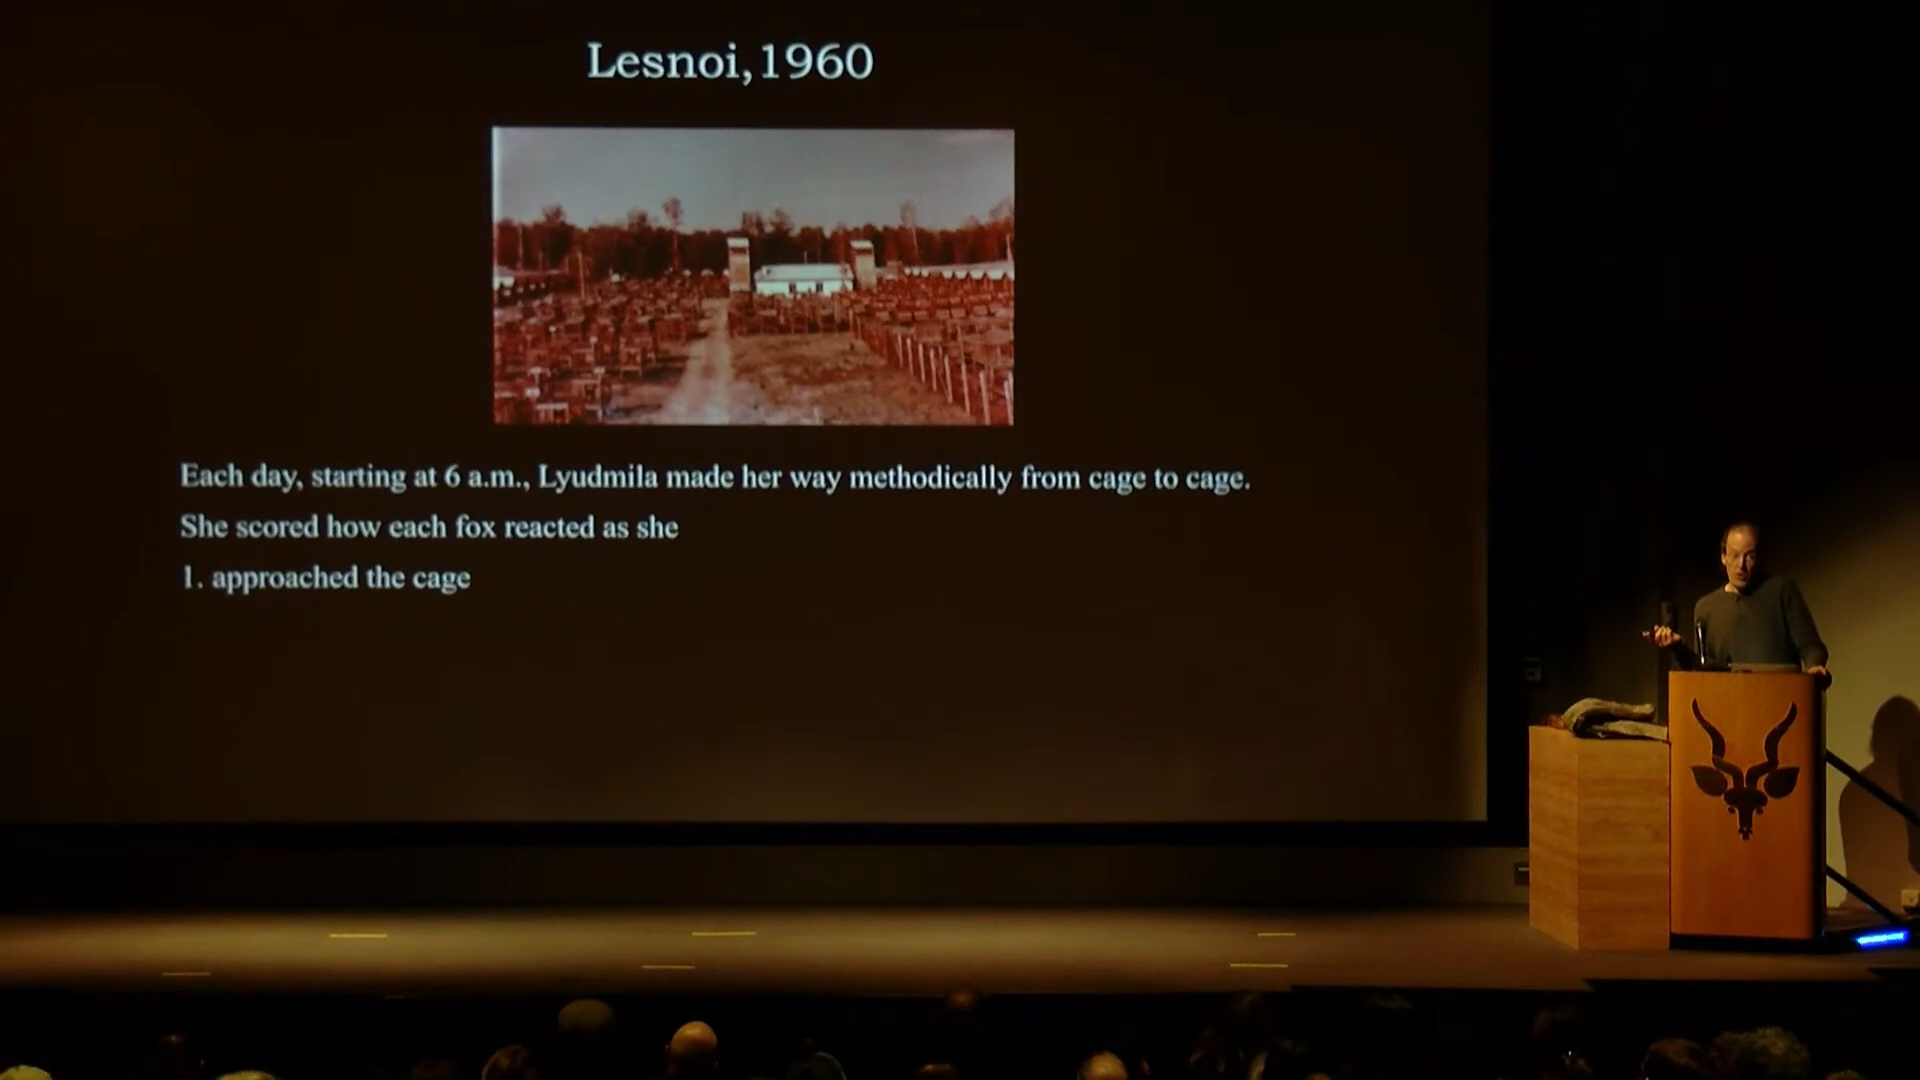 Lesnoi, 1960
Each day, starting at 6 a.m., Lyudmila made her way methodically from cage to cage.
She scored how each fox reacted as she
1. approached the cage